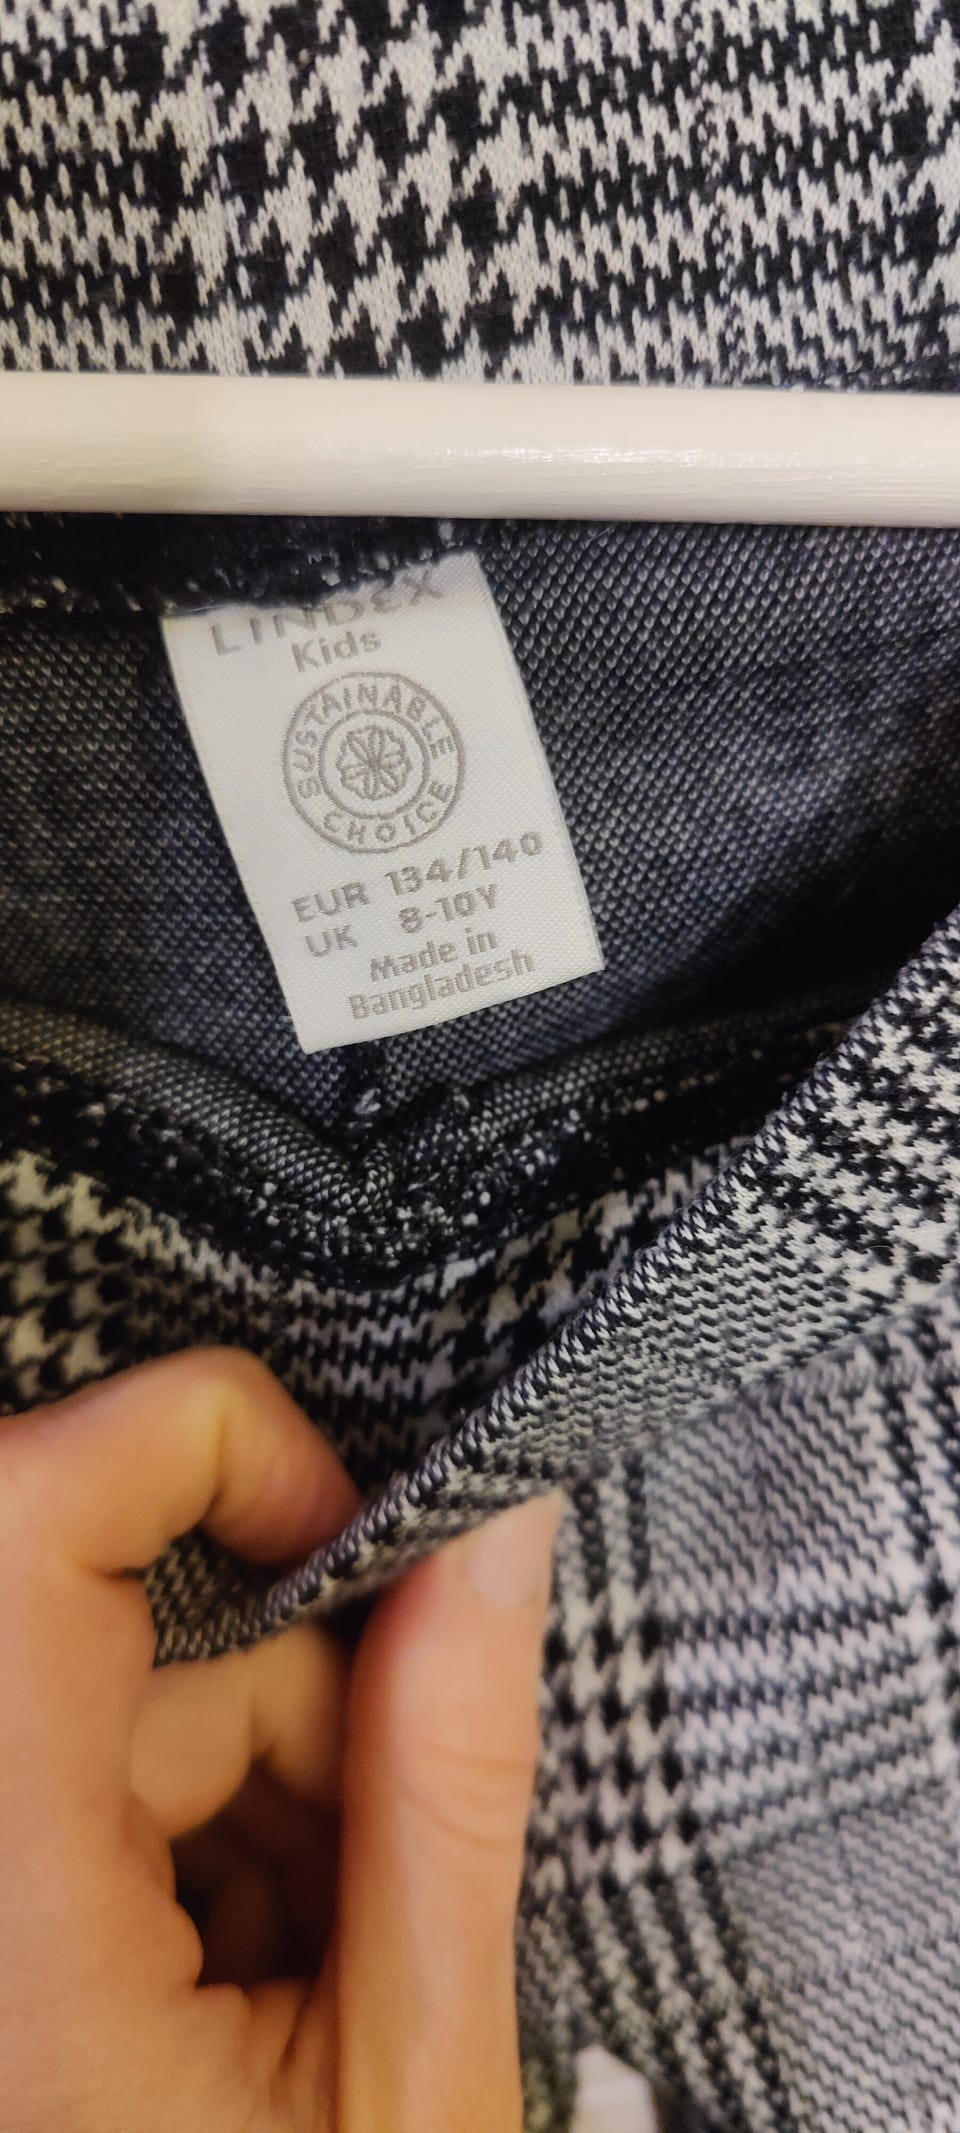 LINDEX
Kids
SUSTAINABLE
CHOICE
EUR 134/140
UK 8-10Y
Made in
Bangladesh